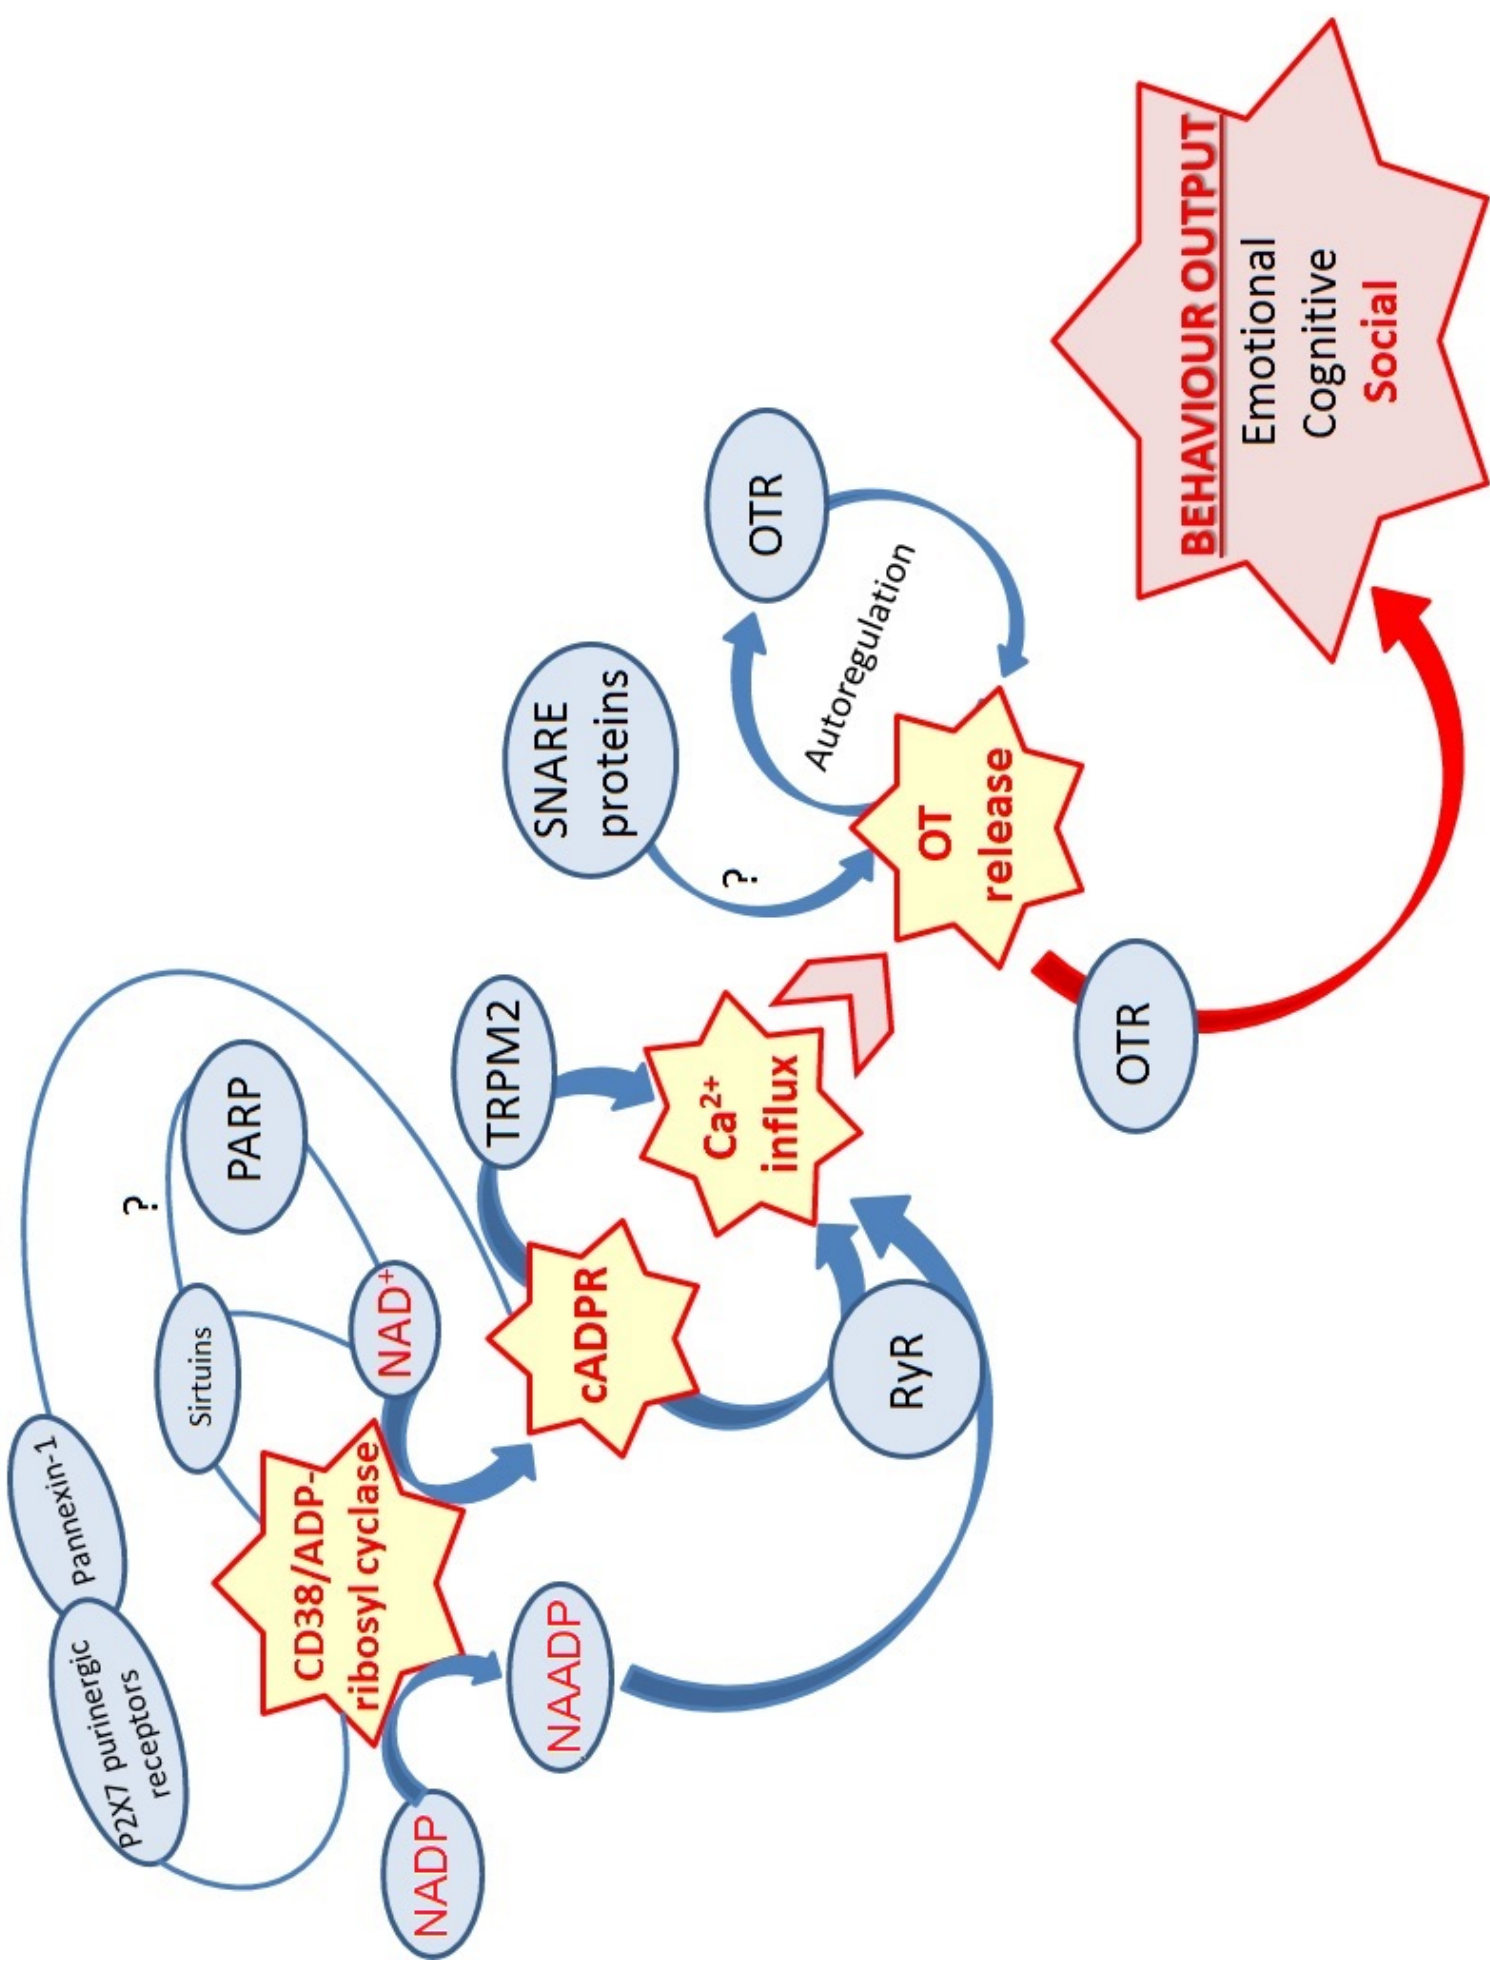 P2X7 purinergic
receptors
Pannexin-1
Sirtuins
?
PARP
CD38/ADP-
ribosyl cyclase
NAD⁺
NADP
NAADP
cADPR
TRPM2
RyR
Ca²⁺
influx
SNARE
proteins
?
OTR
Autoregulation
OT
release
OTR
BEHAVIOUR OUTPUT
Emotional
Cognitive
Social